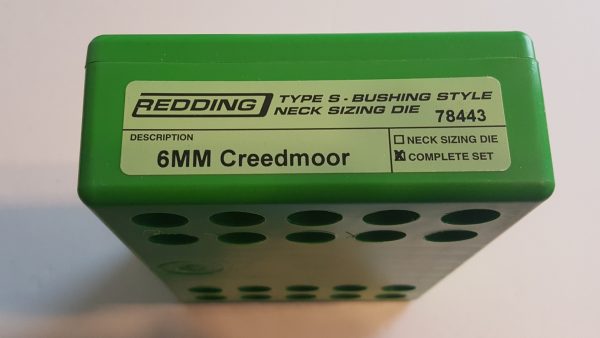 REDDING TYPE S - BUSHING STYLE
NECK SIZING DIE 78443
DESCRIPTION
6MM Creedmoor
NECK SIZING DIE
COMPLETE SET